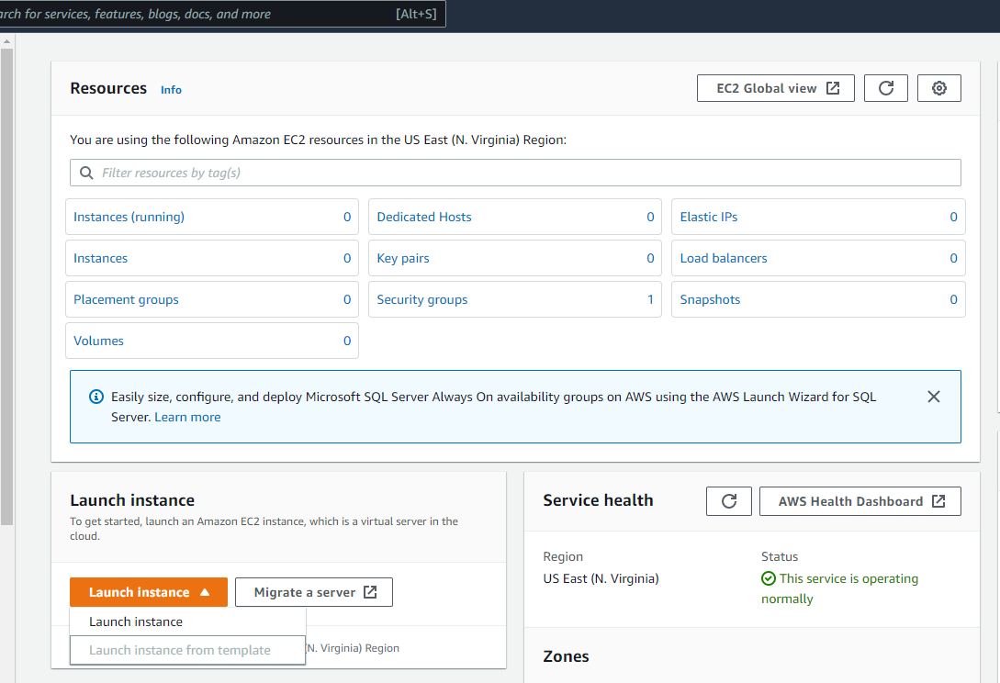 rch for services, features, blogs, docs, and more [Alt+S]
Resources Info
EC2 Global view
You are using the following Amazon EC2 resources in the US East (N. Virginia) Region:
Filter resources by tag(s)
Instances (running) 0 Dedicated Hosts 0 Elastic IPs 0
Instances 0 Key pairs 0 Load balancers 0
Placement groups 0 Security groups 1 Snapshots 0
Volumes 0
Easily size, configure, and deploy Microsoft SQL Server Always On availability groups on AWS using the AWS Launch Wizard for SQL
Server. Learn more
Launch instance
To get started, launch an Amazon EC2 instance, which is a virtual server in the
cloud.
Launch instance Migrate a server
Launch instance
Launch instance from template
(N. Virginia) Region
Service health
AWS Health Dashboard
Region
US East (N. Virginia)
Status
This service is operating
normally
Zones